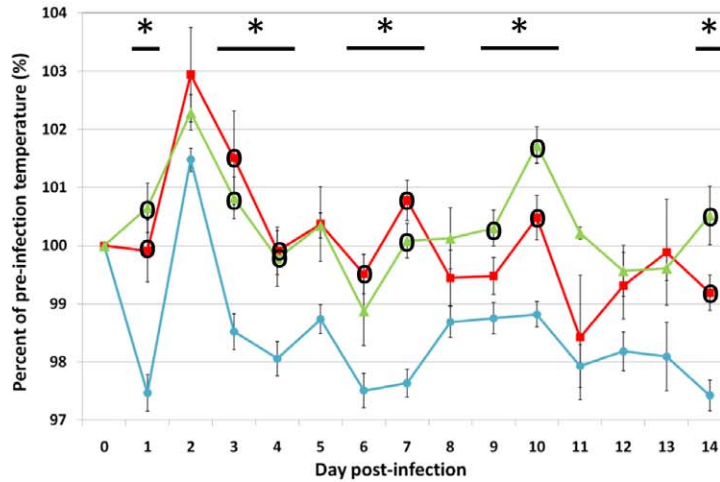 104
103
102
101
100
99
98
97
Percent of pre-infection temperature (%)
* * * * *
0 1 2 3 4 5 6 7 8 9 10 11 12 13 14
Day post-infection